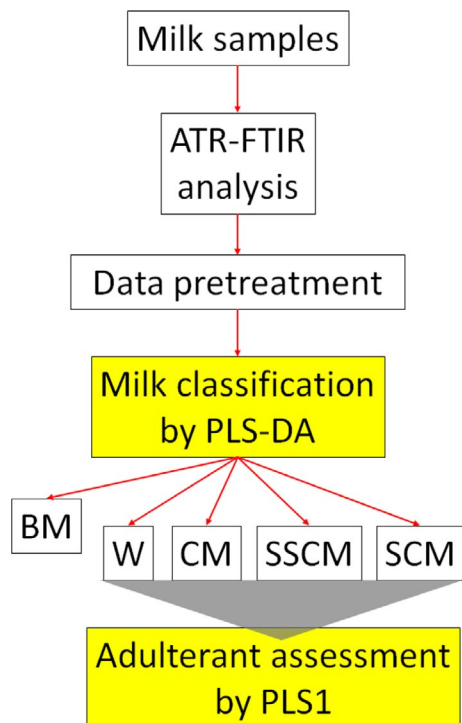 Milk samples
ATR-FTIR
analysis
Data pretreatment
Milk classification
by PLS-DA
BM
W
CM
SSCM
SCM
Adulterant assessment
by PLS1